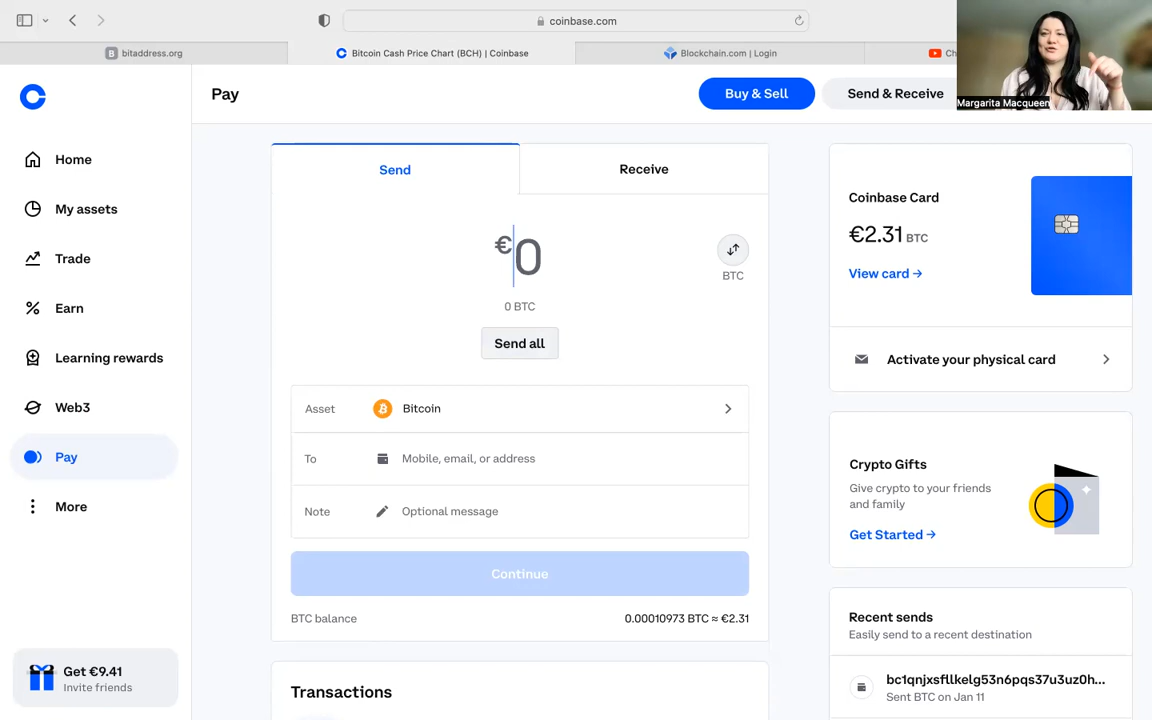 coinbase.com
bitaddress.org
Bitcoin Cash Price Chart (BCH) | Coinbase
Blockchain.com | Login
Ch
Margarita Macqueen
Pay
Buy & Sell
Send & Receive
Home
My assets
Trade
Earn
Learning rewards
Web3
Pay
More
Get €9.41
Invite friends
Send
Receive
€0
BTC
0 BTC
Send all
Asset
Bitcoin
To
Mobile, email, or address
Note
Optional message
Continue
BTC balance
0.00010973 BTC ≈ €2.31
Transactions
Coinbase Card
€2.31 BTC
View card →
Activate your physical card
Crypto Gifts
Give crypto to your friends
and family
Get Started →
Recent sends
Easily send to a recent destination
bc1qnjxsfllkelg53n6pqs37u3uz0h...
Sent BTC on Jan 11